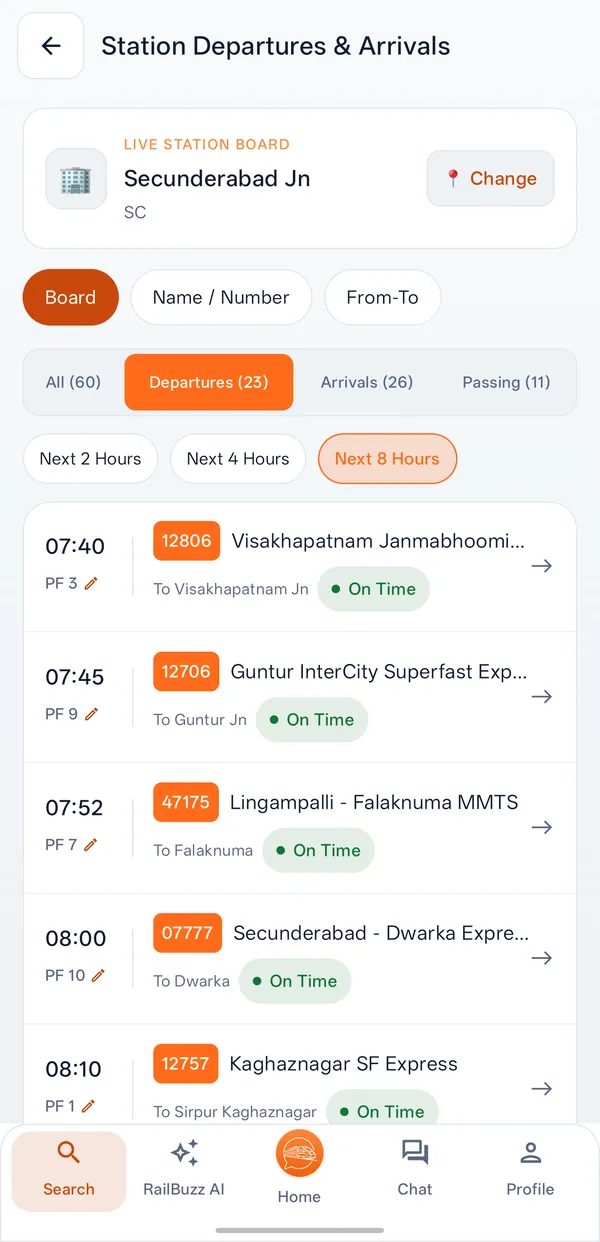 Station Departures & Arrivals
LIVE STATION BOARD
Secunderabad Jn
SC
Change
Board
Name / Number
From-To
All (60)
Departures (23)
Arrivals (26)
Passing (11)
Next 2 Hours
Next 4 Hours
Next 8 Hours
07:40
PF 3
12806 Visakhapatnam Janmabhoomi...
To Visakhapatnam Jn On Time
07:45
PF 9
12706 Guntur InterCity Superfast Exp...
To Guntur Jn On Time
07:52
PF 7
47175 Lingampalli - Falaknuma MMTS
To Falaknuma On Time
08:00
PF 10
07777 Secunderabad - Dwarka Expre...
To Dwarka On Time
08:10
PF 1
12757 Kaghaznagar SF Express
To Sirpur Kaghaznagar On Time
Search
RailBuzz AI
Home
Chat
Profile